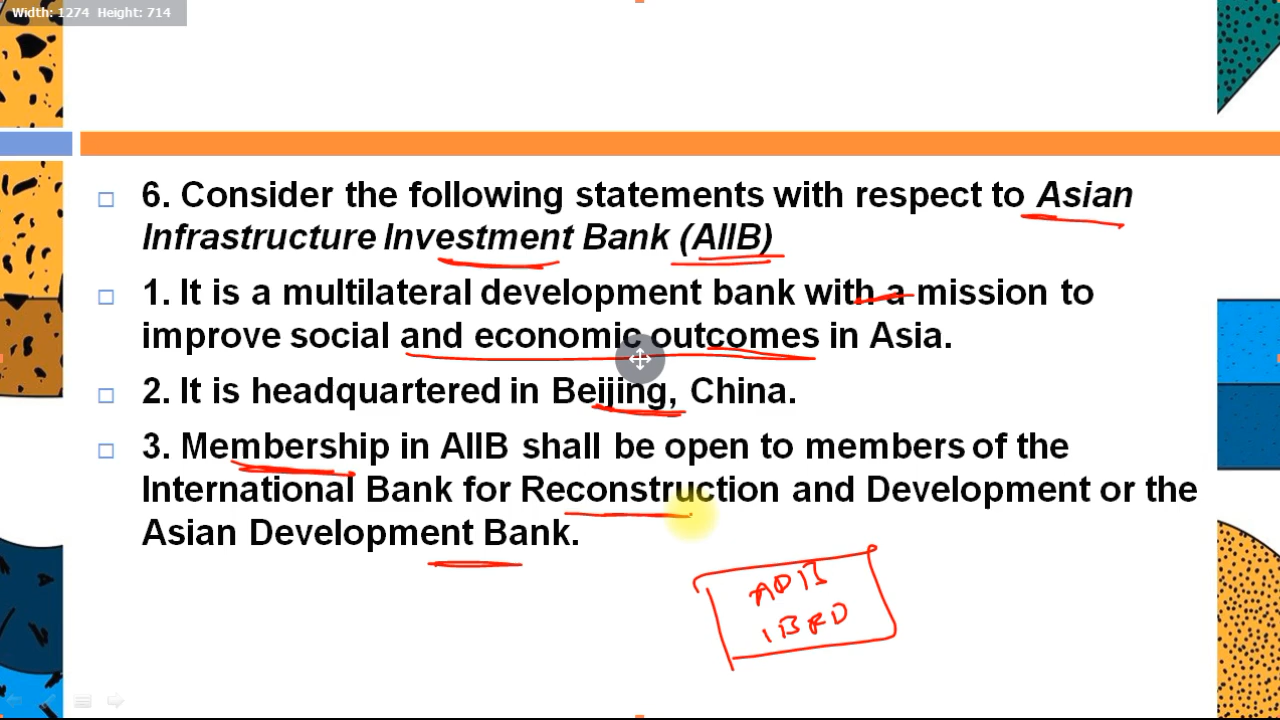 Width: 1274 Height: 714
6. Consider the following statements with respect to Asian
Infrastructure Investment Bank (AIIB)
1. It is a multilateral development bank with a mission to
improve social and economic outcomes in Asia.
2. It is headquartered in Beijing, China.
3. Membership in AIIB shall be open to members of the
International Bank for Reconstruction and Development or the
Asian Development Bank.
ADB
IBRD